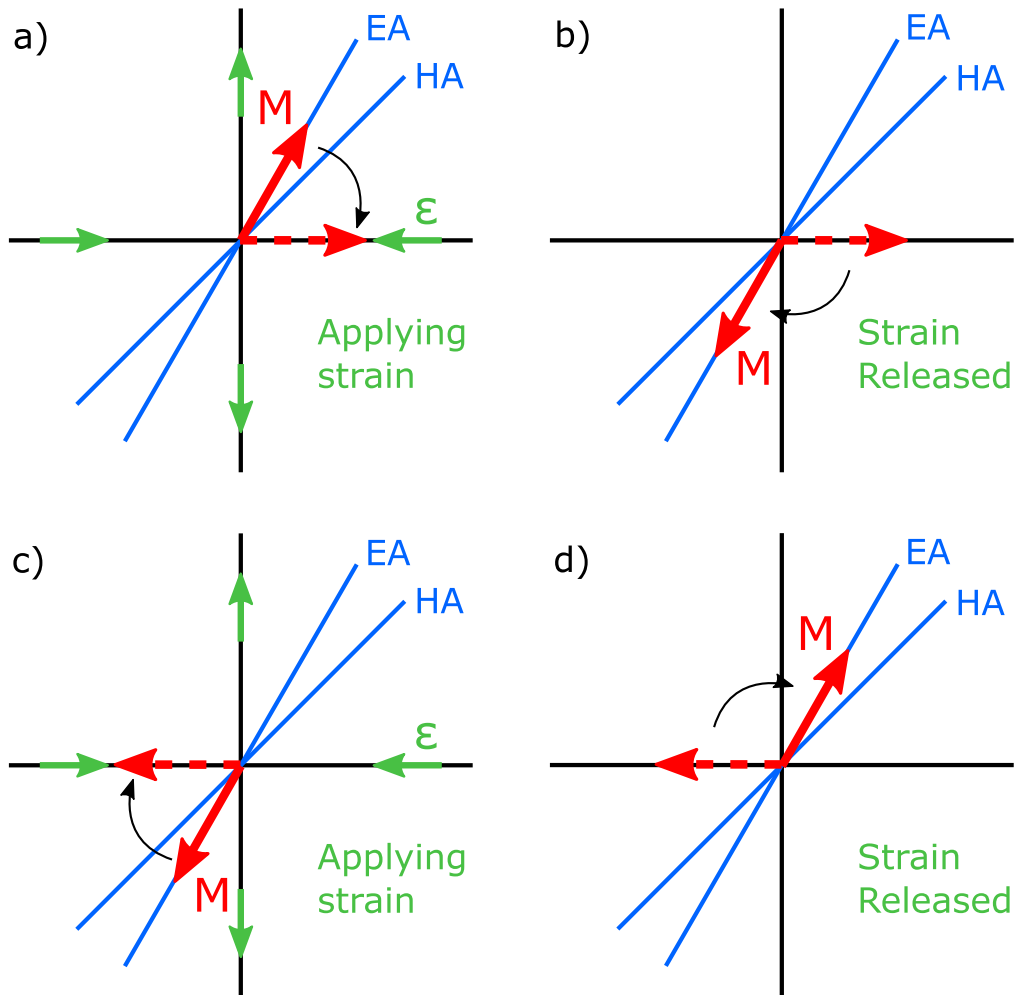 a)
EA
HA
M
ε
Applying
strain
b)
EA
HA
M
Strain
Released
c)
EA
HA
ε
M
Applying
strain
d)
EA
HA
M
Strain
Released